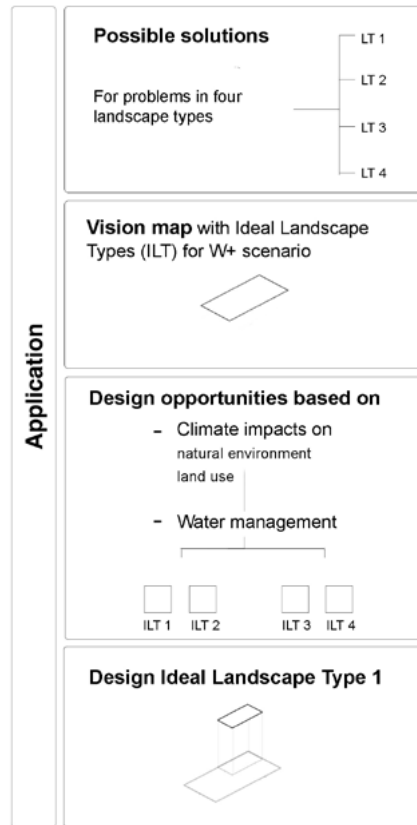 Application
Possible solutions
For problems in four
landscape types
LT 1
LT 2
LT 3
LT 4
Vision map with Ideal Landscape
Types (ILT) for W+ scenario
Design opportunities based on
- Climate impacts on
natural environment
land use
- Water management
ILT 1 ILT 2 ILT 3 ILT 4
Design Ideal Landscape Type 1